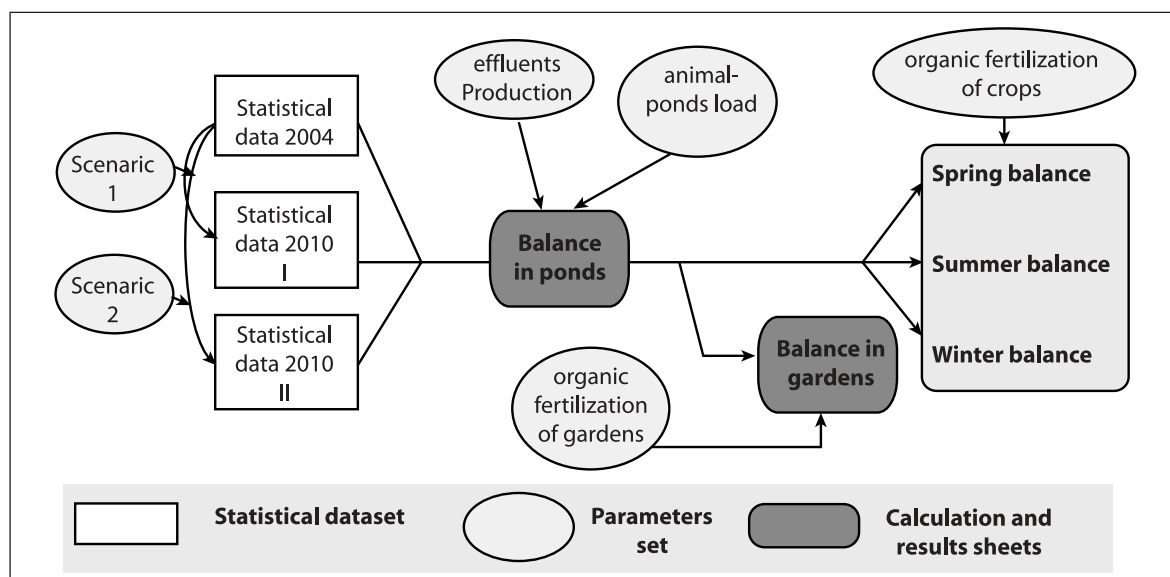 effluents
Production
animal-
ponds load
organic fertilization
of crops
Statistical
data 2004
Scenaric
1
Statistical
data 2010
I
Scenaric
2
Statistical
data 2010
II
Balance
in ponds
Spring balance
Summer balance
Winter balance
Balance in
gardens
organic
fertilization
of gardens
Statistical dataset
Parameters
set
Calculation and
results sheets